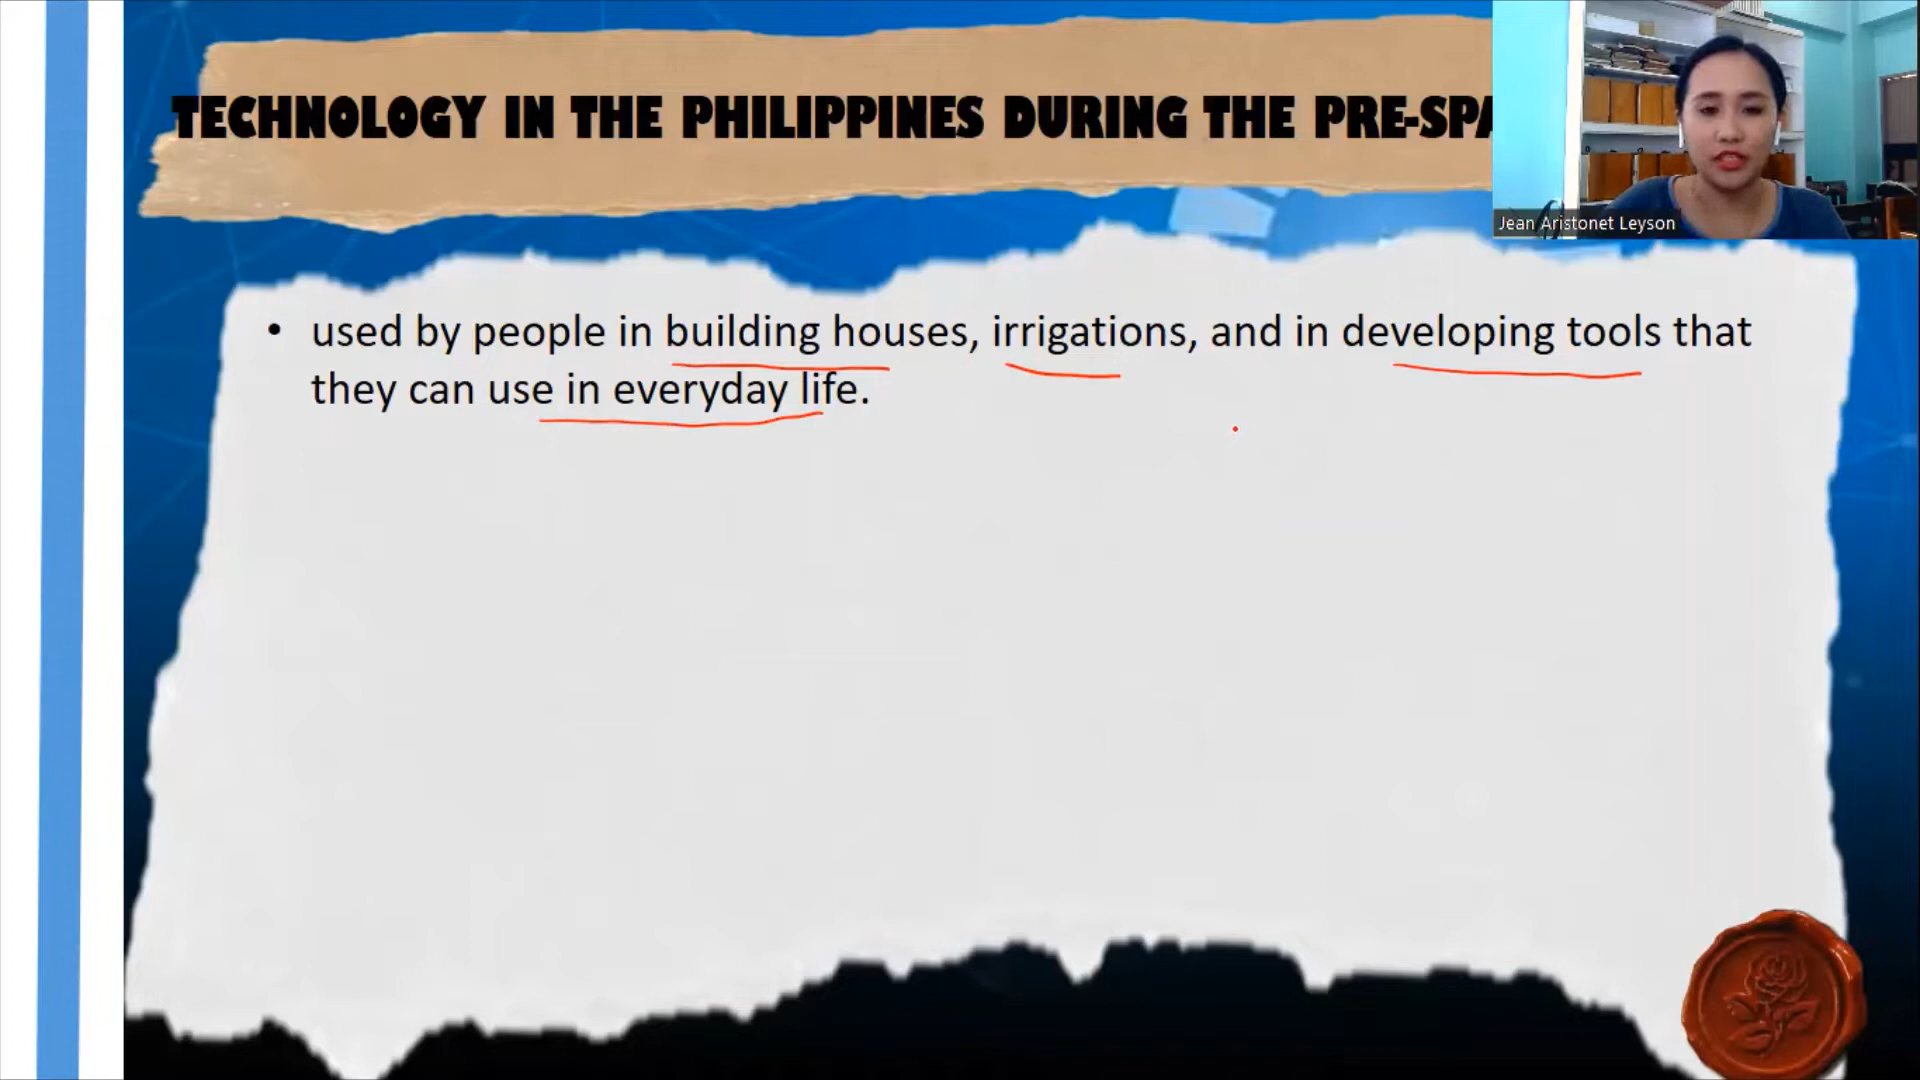 TECHNOLOGY IN THE PHILIPPINES DURING THE PRE-SPA
Jean Aristonet Leyson
• used by people in building houses, irrigations, and in developing tools that
they can use in everyday life.